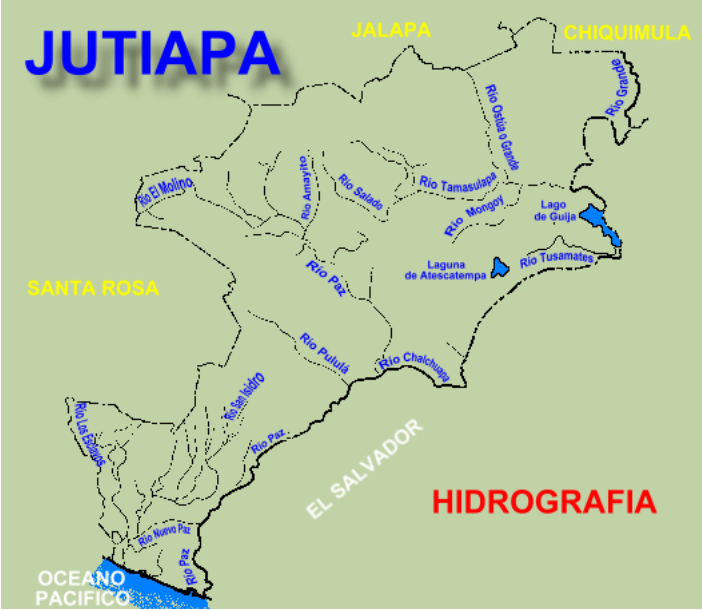 JUTIAPA
JALAPA
CHIQUIMULA
Río Grande
Río Ostúa o Grande
Río Amayito
Río Salado
Río Tamasulapa
Río El Molino
Río Mongoy
Lago
de Guija
Río Paz
Laguna
de Atescatempa
Río Tusamates
SANTA ROSA
Río Pululá
Río Chalchuapa
Río San Isidro
Río Los Esclavos
Río Paz
EL SALVADOR
HIDROGRAFIA
Río Nuevo Paz
Río Paz
OCEANO
PACIFICO